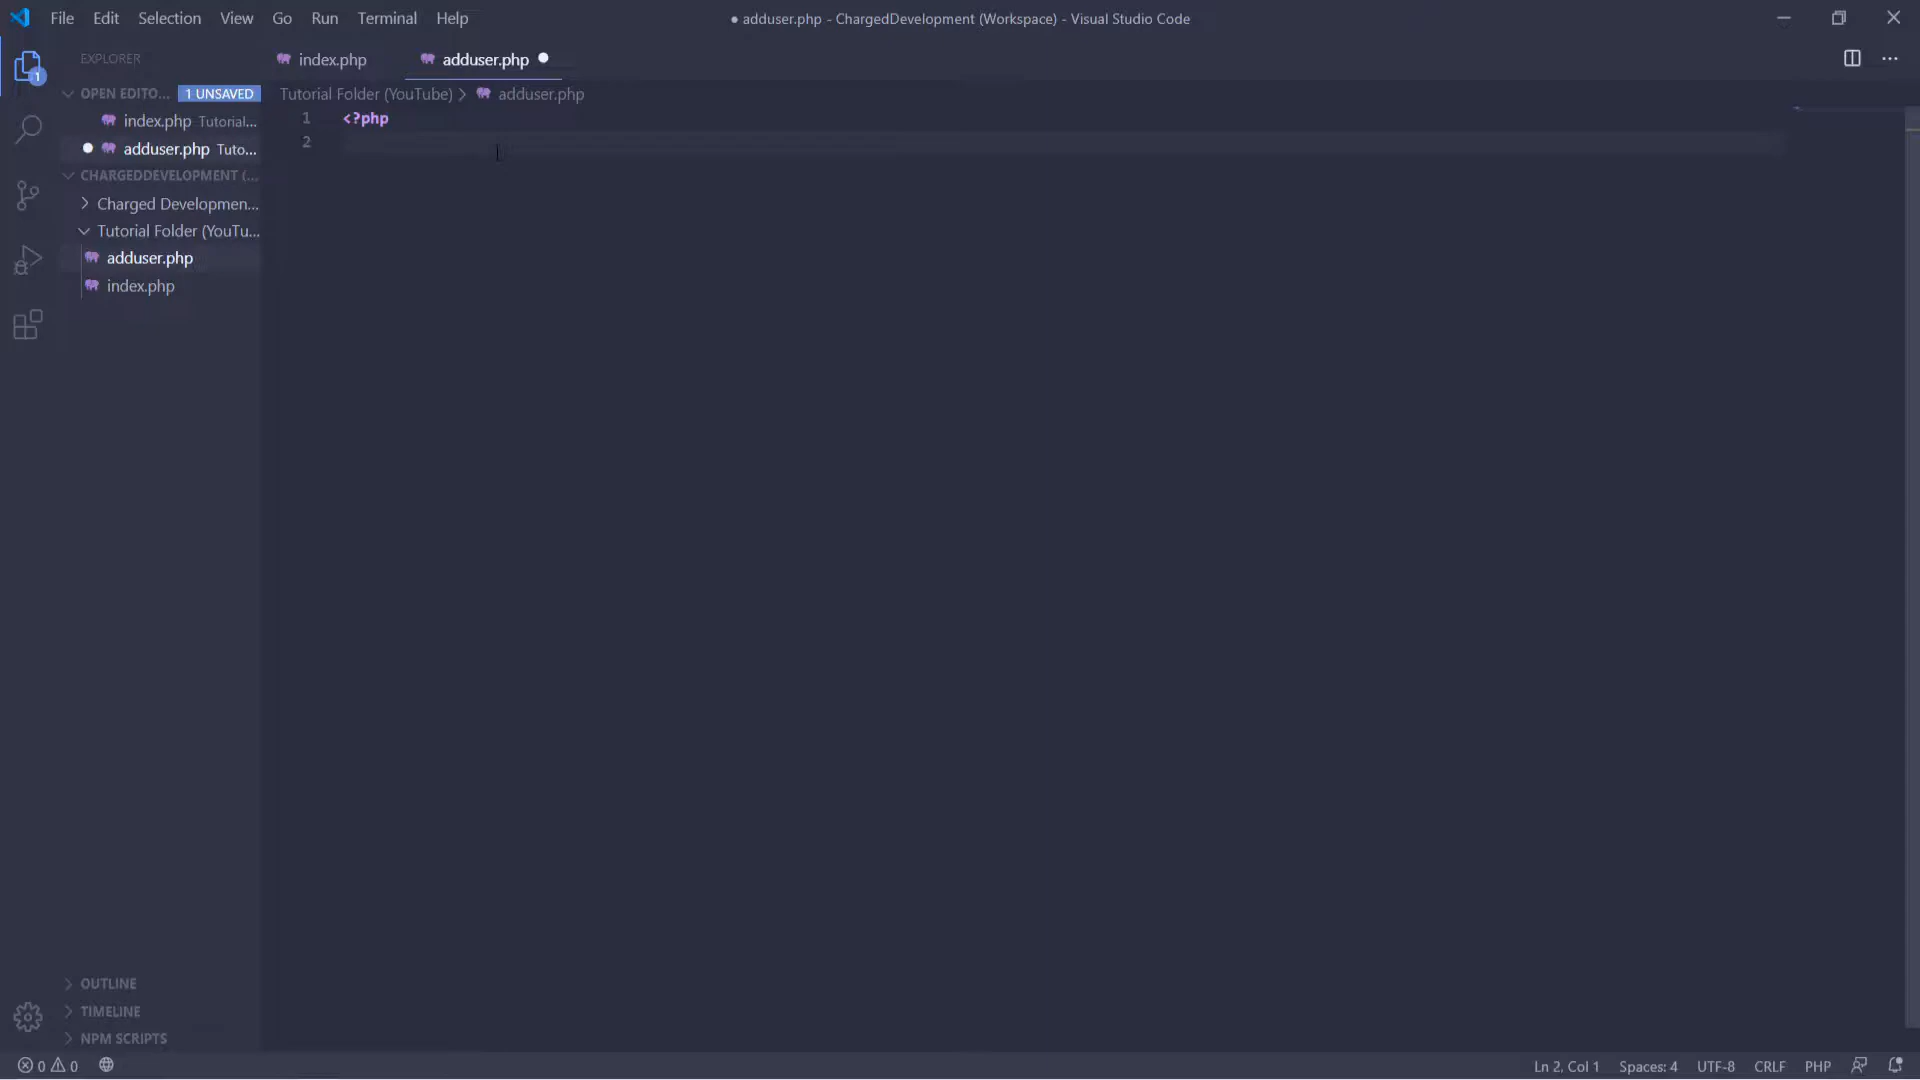 File Edit Selection View Go Run Terminal Help
● adduser.php - ChargedDevelopment (Workspace) - Visual Studio Code
EXPLORER
index.php
adduser.php
1
OPEN EDITO... 1 UNSAVED
Tutorial Folder (YouTube) > adduser.php
index.php Tutorial...
adduser.php Tuto...
CHARGEDDEVELOPMENT (...
Charged Developmen...
Tutorial Folder (YouTu...
adduser.php
index.php
1 <?php
2
OUTLINE
TIMELINE
NPM SCRIPTS
0 0
Ln 2, Col 1 Spaces: 4 UTF-8 CRLF PHP